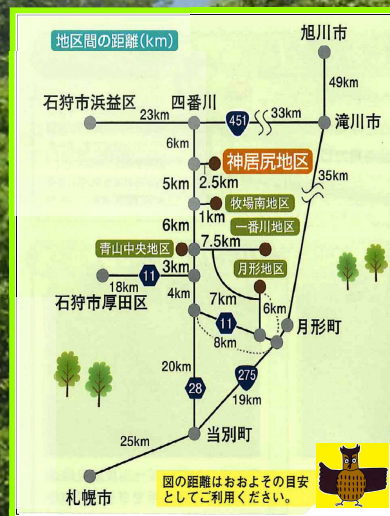 地区間の距離(km)
旭川市
49km
石狩市浜益区
四番川
23km
451
33km
滝川市
6km
神居尻地区
2.5km
35km
5km
牧場南地区
1km
6km
一番川地区
青山中央地区
7.5km
3km
月形地区
11
18km
石狩市厚田区
4km
7km
6km
11
月形町
8km
20km
28
275
19km
25km
当別町
札幌市
図の距離はおおよその目安
としてご利用ください。